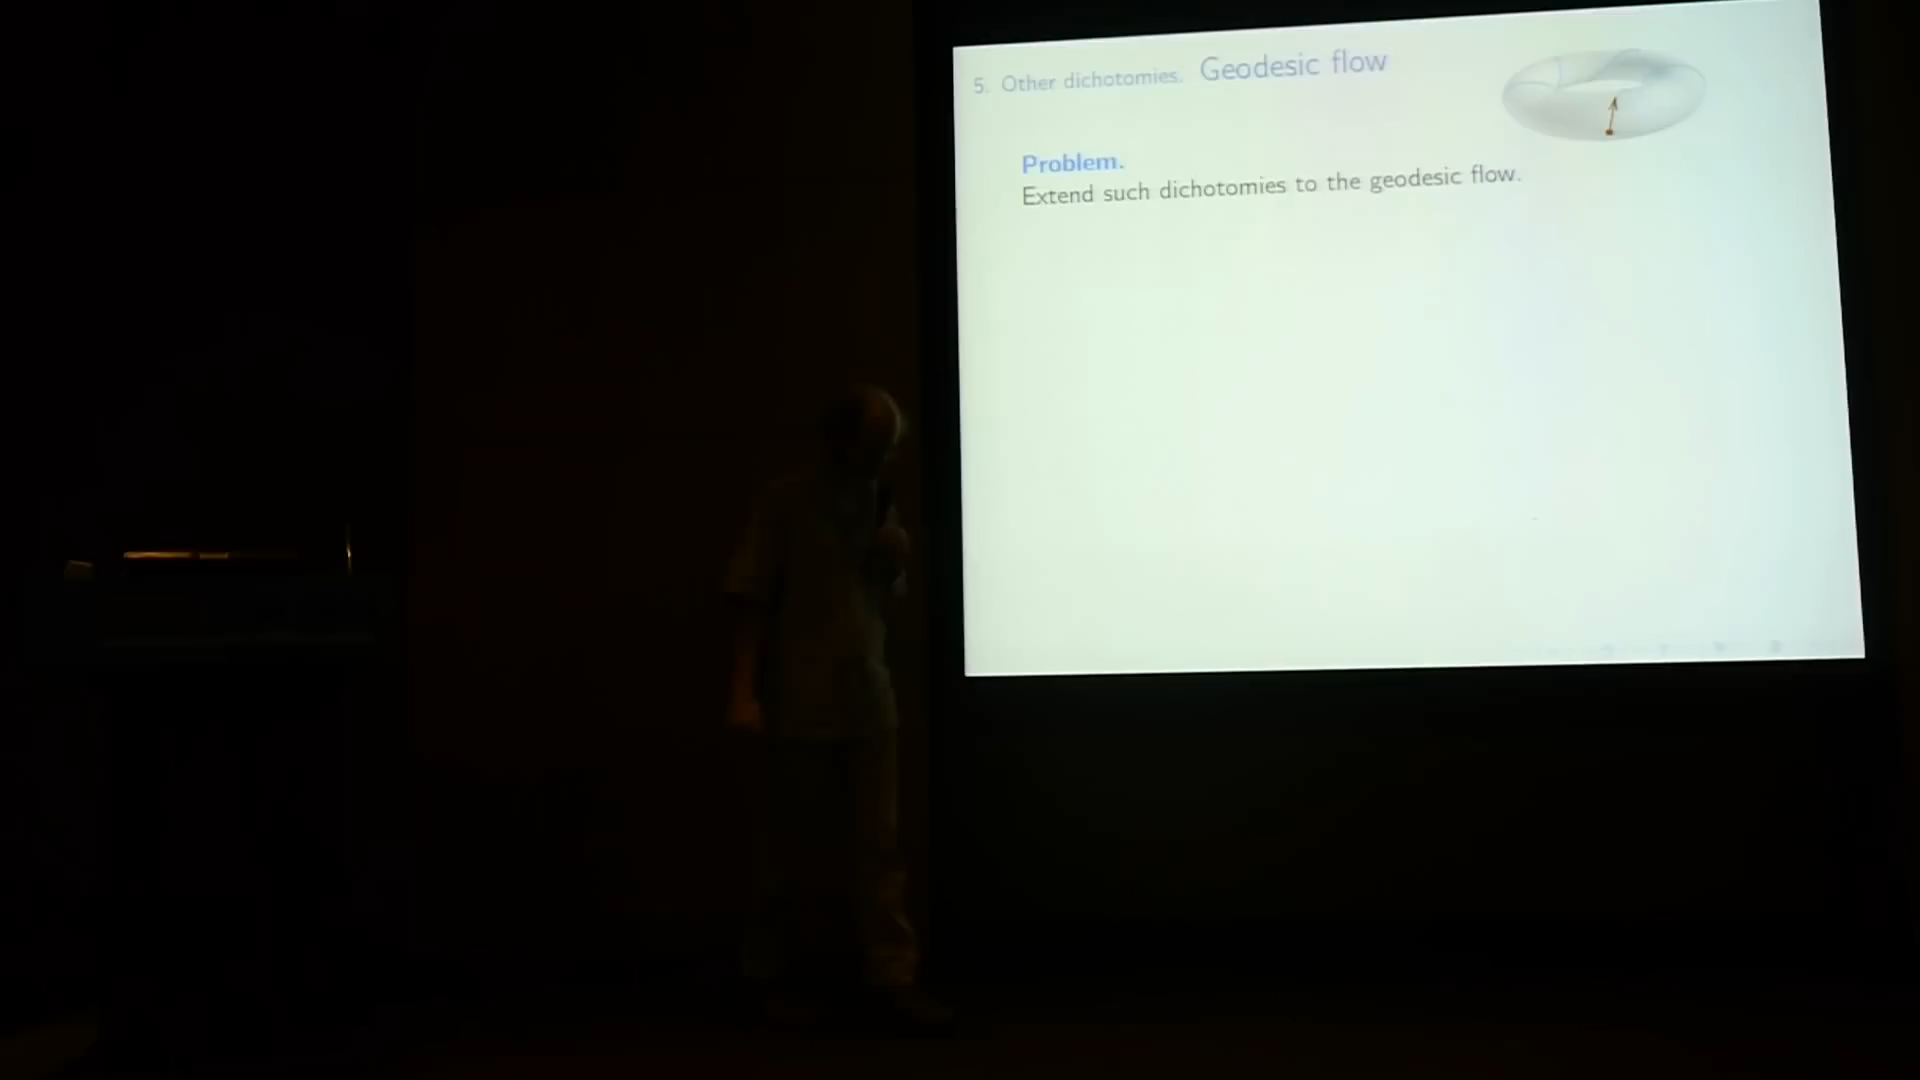 5. Other dichotomies. Geodesic flow
Problem.
Extend such dichotomies to the geodesic flow.